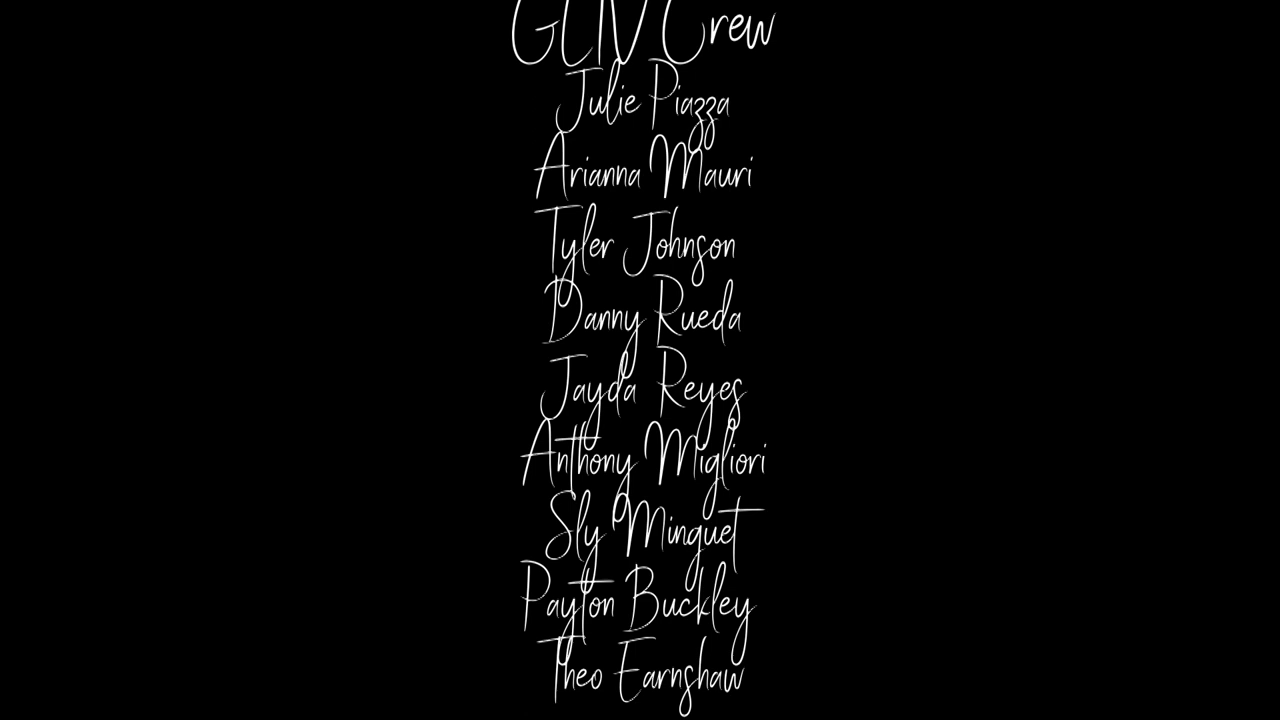 Crew
Julie Piazza
Arianna Mauri
Tyler Johnson
Danny Rueda
Jayda Reyes
Anthony Migliori
Sly Minguet
Payton Buckley
Theo Earnshaw